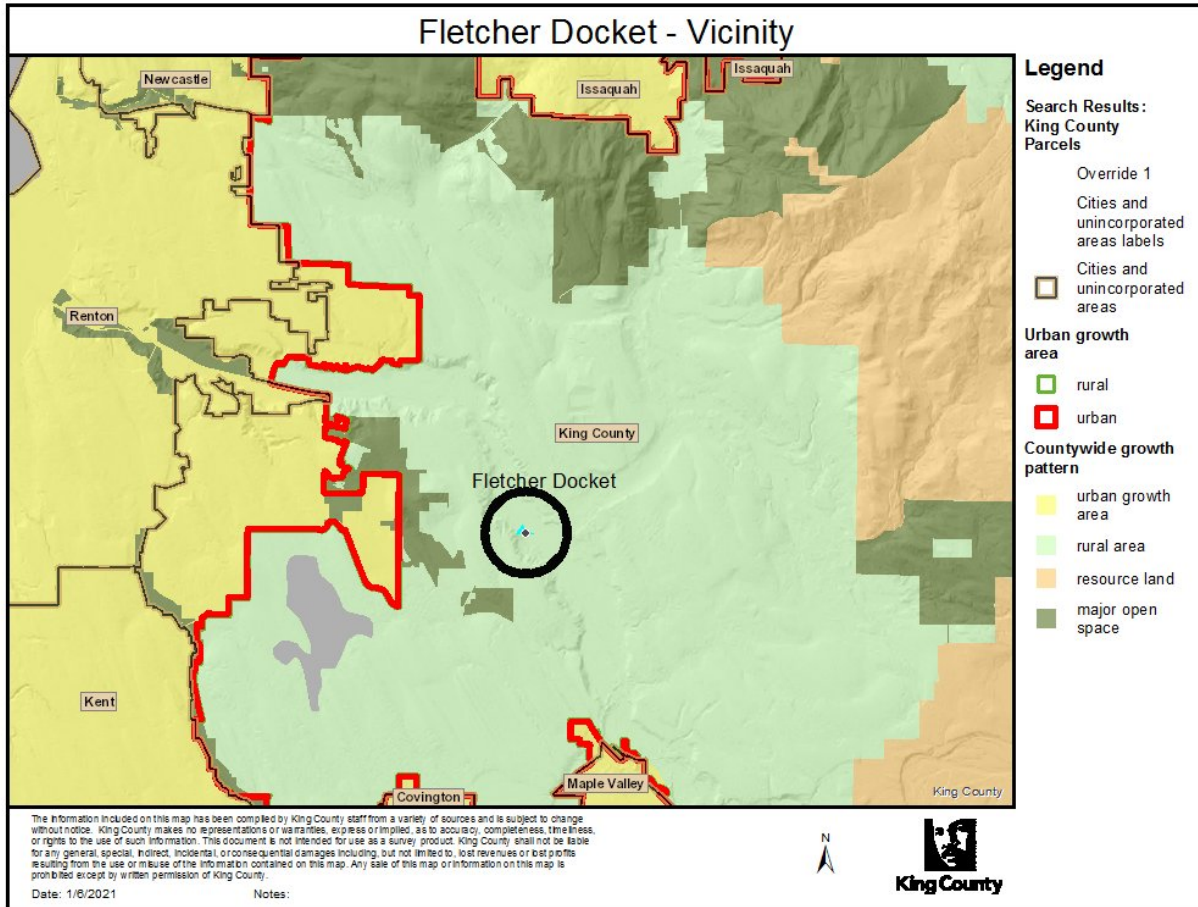 Fletcher Docket - Vicinity
Newcastle
Issaquah
Issaquah
Renton
King County
Fletcher Docket
Kent
Covington
Maple Valley
King County
Legend
Search Results:
King County
Parcels
Override 1
Cities and
unincorporated
areas labels
Cities and
unincorporated
areas
Urban growth
area
rural
urban
Countywide growth
pattern
urban growth
area
rural area
resource land
major open
space
The information included on this map has been compiled by King County staff from a variety of sources and is subject to change
without notice. King County makes no representations or warranties, express or implied, as to accuracy, completeness, timeliness,
or rights to the use of such information. This document is not intended for use as a survey product. King County shall not be liable
for any general, special, indirect, incidental, or consequential damages including, but not limited to, lost revenues or lost profits
resulting from the use or misuse of the information contained on this map. Any sale of this map or information on this map is
prohibited except by written permission of King County.
Date: 1/6/2021
Notes:
N
King County